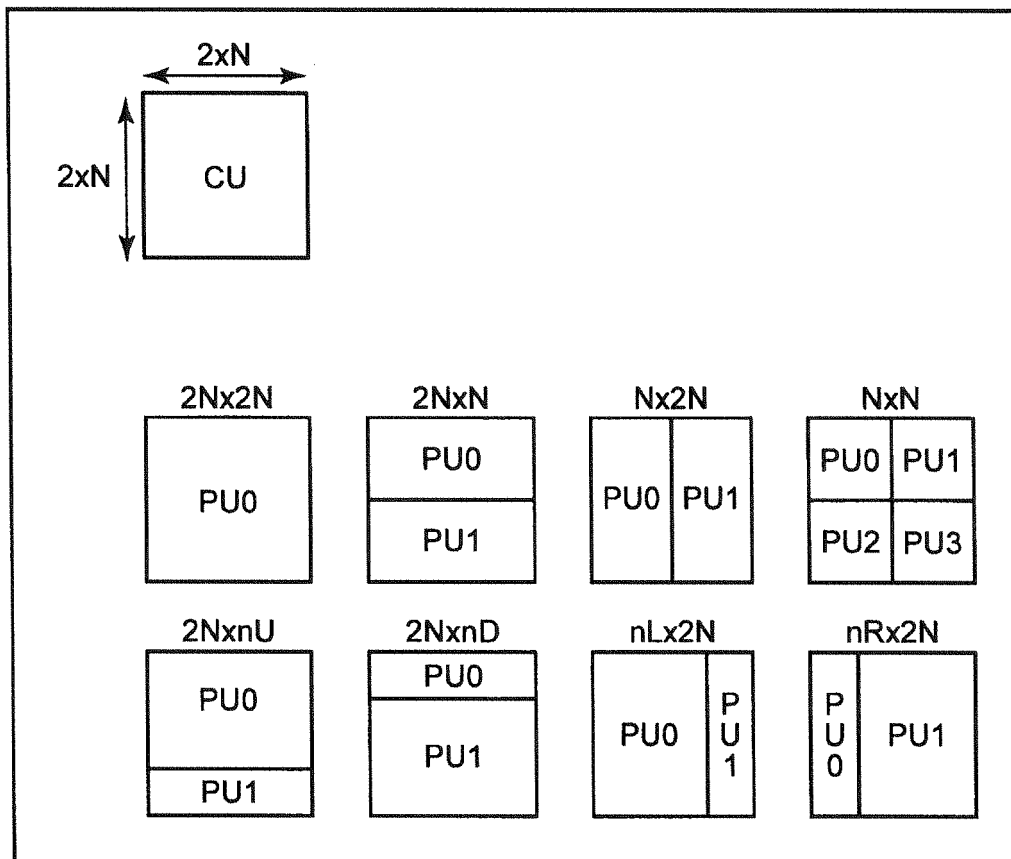 2xN
2xN
CU
2Nx2N
2NxN
Nx2N
NxN
PU0
PU0
PU1
PU0
PU1
PU0
PU1
PU2
PU3
2NxnU
2NxnD
nLx2N
nRx2N
PU0
PU1
PU0
PU1
PU0
P
U
1
P
U
0
PU1